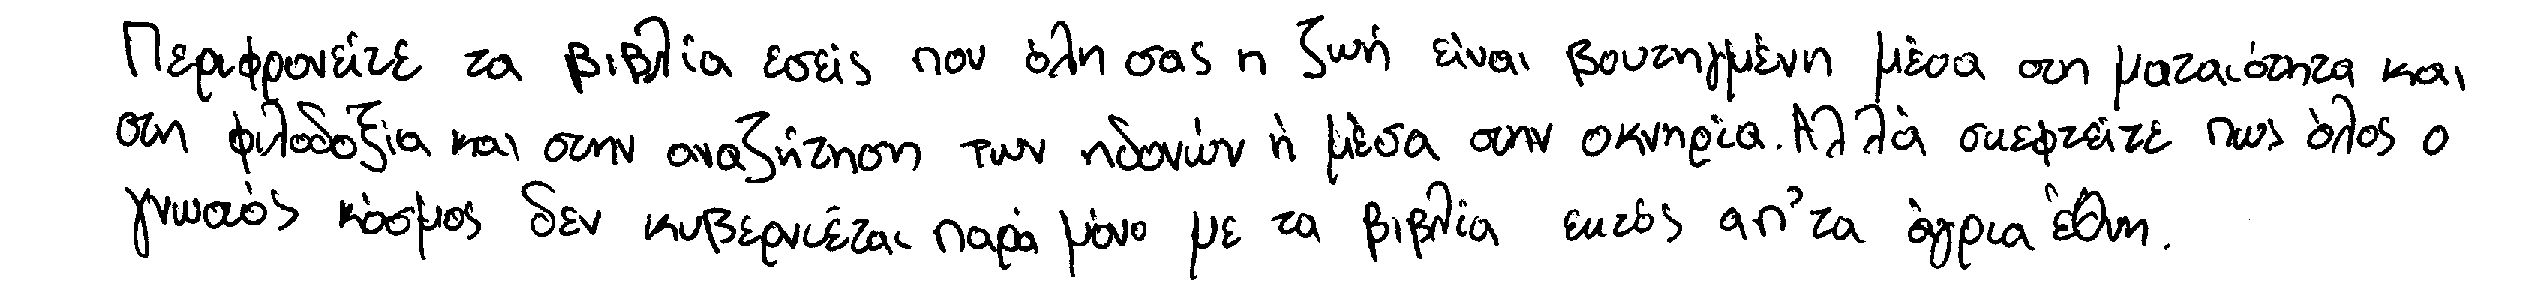 Περιφρονείτε τα βιβλία εσείς που όλη σας η ζωή είναι βουτηγμένη μέσα στη ματαιότητα και
στη φιλοδοξία και στην αναζήτηση των ηδονών ή μέσα στην οκνηρία. Αλλά σκεφτείτε πως όλος ο
γνωστός κόσμος δεν κυβερνιέται παρά μόνο με τα βιβλία εκτός απ' τα άγρια έθνη.